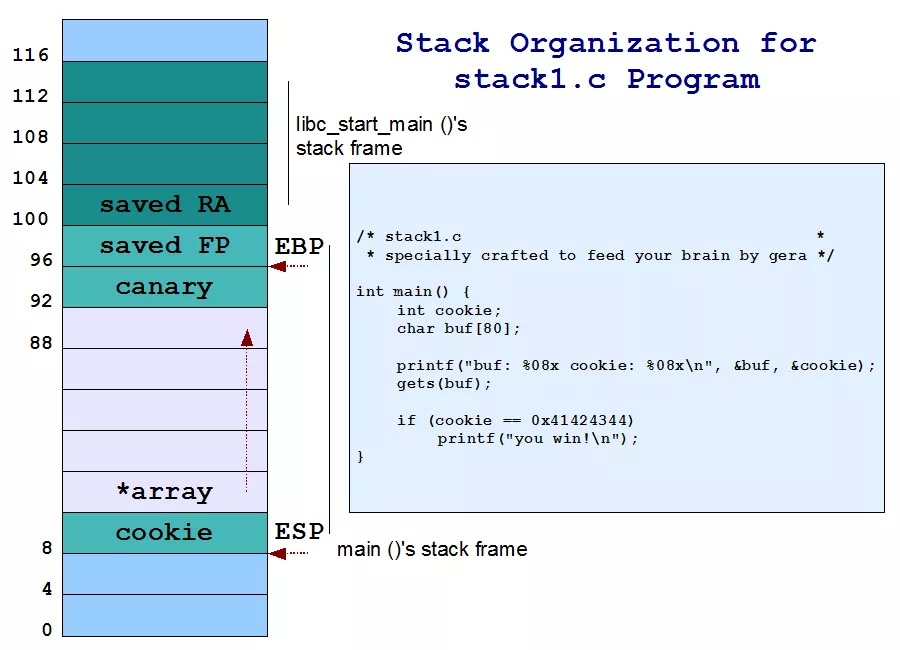 Stack Organization for
stack1.c Program
116
112
108
104
100
96
92
88
8
4
0
saved RA
saved FP
canary
*array
cookie
EBP
ESP
libc_start_main ()'s
stack frame
main ()'s stack frame
/* stack1.c *
* specially crafted to feed your brain by gera */
int main() {
int cookie;
char buf[80];
printf("buf: %08x cookie: %08x\n", &buf, &cookie);
gets(buf);
if (cookie == 0x41424344)
printf("you win!\n");
}